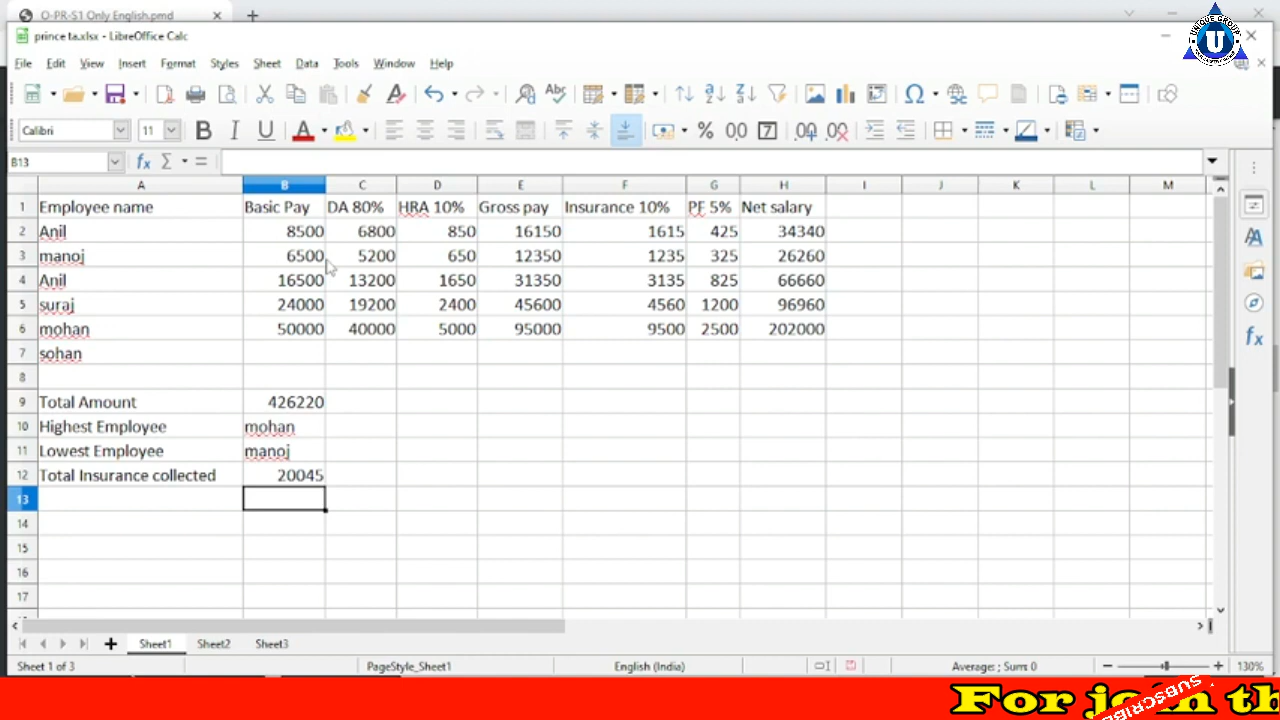 O-PR-S1 Only English.pmd
prince ta.xlsx - LibreOffice Calc
UNIQUE GROUP
U
File Edit View Insert Format Styles Sheet Data Tools Window Help
Calibri 11
B13
A B C D E F G H I J K L M
1 Employee name Basic Pay DA 80% HRA 10% Gross pay Insurance 10% PF 5% Net salary
2 Anil 8500 6800 850 16150 1615 425 34340
3 manoj 6500 5200 650 12350 1235 325 26260
4 Anil 16500 13200 1650 31350 3135 825 66660
5 suraj 24000 19200 2400 45600 4560 1200 96960
6 mohan 50000 40000 5000 95000 9500 2500 202000
7 sohan
8
9 Total Amount 426220
10 Highest Employee mohan
11 Lowest Employee manoj
12 Total Insurance collected 20045
13
14
15
16
17
Sheet1 Sheet2 Sheet3
Sheet 1 of 3 PageStyle_Sheet1 English (India) Average: ; Sum: 0 130%
For join th
SUBSCRIBE